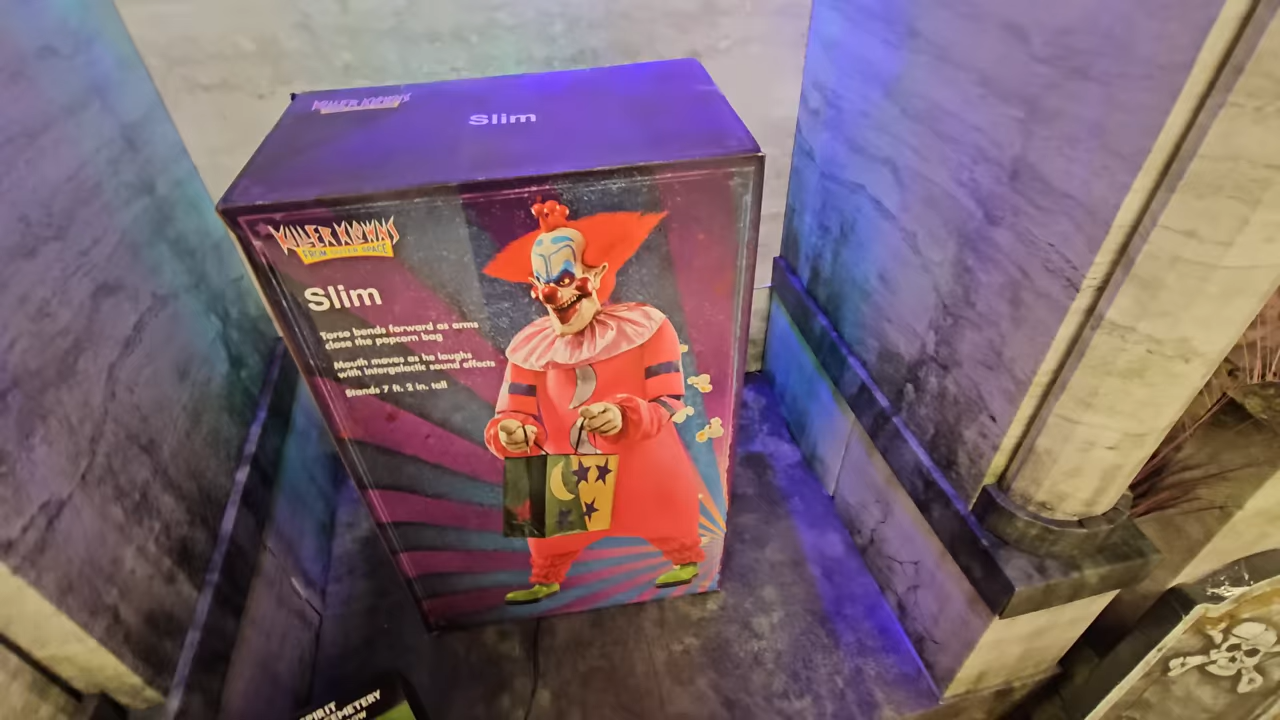 KILLER KLOWNS
Slim
KILLER KLOWNS
FROM OUTER SPACE
Slim
Torso bends forward as arms
close the popcorn bag
Mouth moves as he laughs
with intergalactic sound effects
Stands 7 ft. 2 in. tall
SPIRIT
CEMETERY